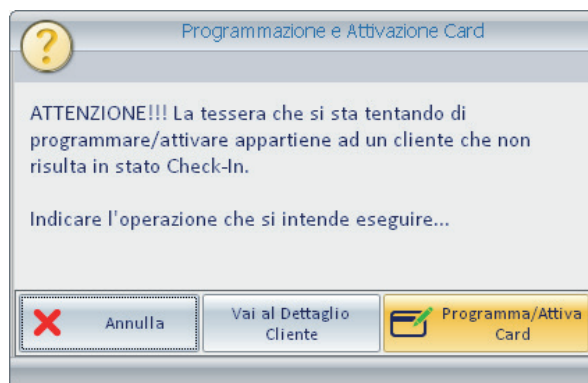 Programmazione e Attivazione Card
ATTENZIONE!!! La tessera che si sta tentando di
programmare/attivare appartiene ad un cliente che non
risulta in stato Check-In.
Indicare l'operazione che si intende eseguire...
Annulla
Vai al Dettaglio
Cliente
Programma/Attiva
Card